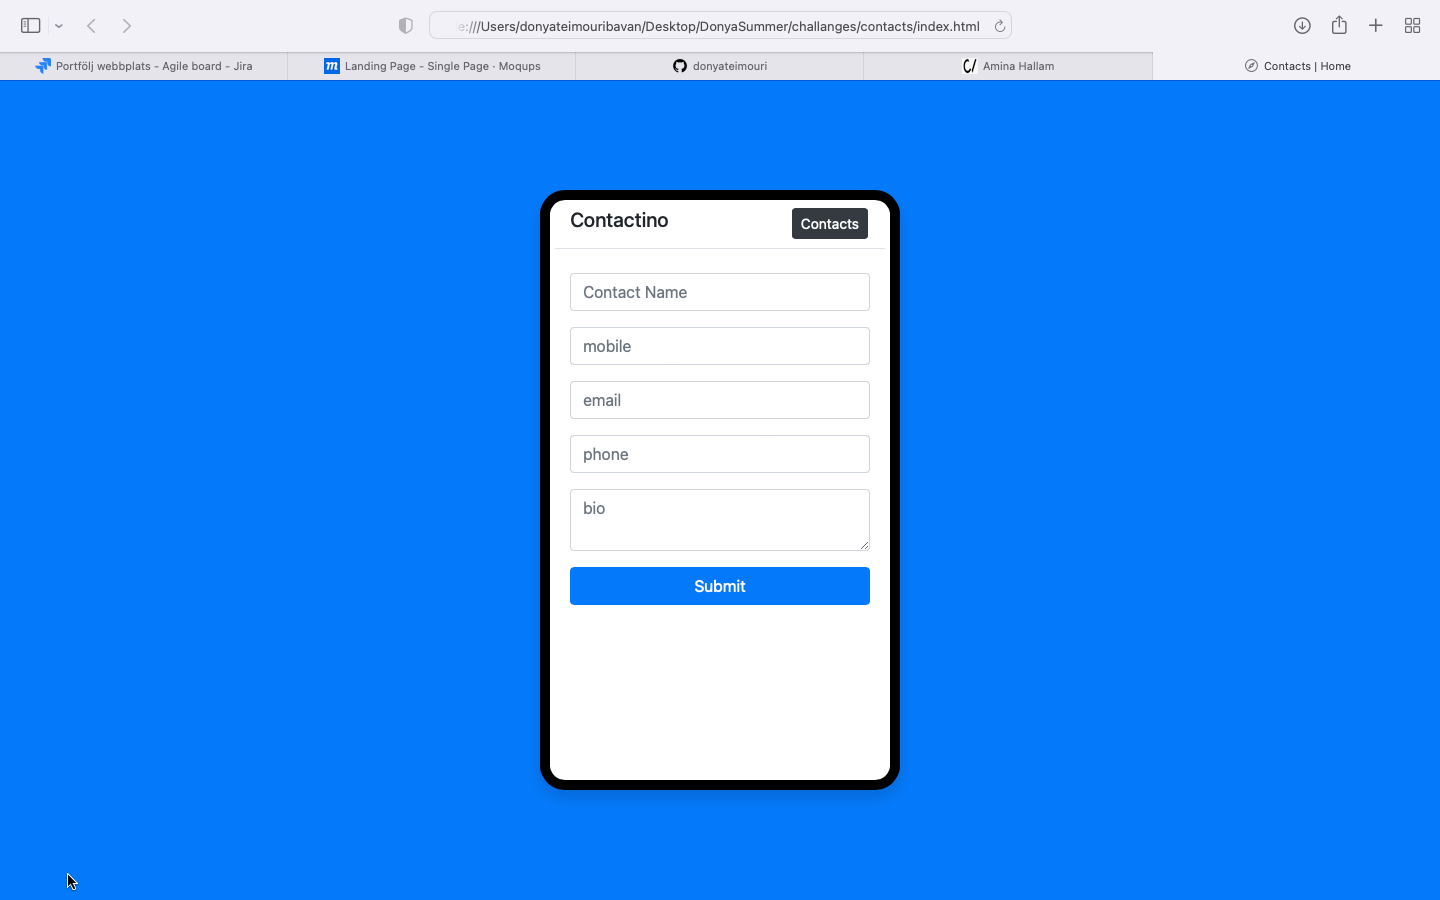 e:///Users/donyateimouribavan/Desktop/DonyaSummer/challanges/contacts/index.html
Portfölj webbplats - Agile board - Jira
m Landing Page - Single Page · Moqups
donyateimouri
C/ Amina Hallam
Contacts | Home
Contactino
Contacts
Contact Name
mobile
email
phone
bio
Submit